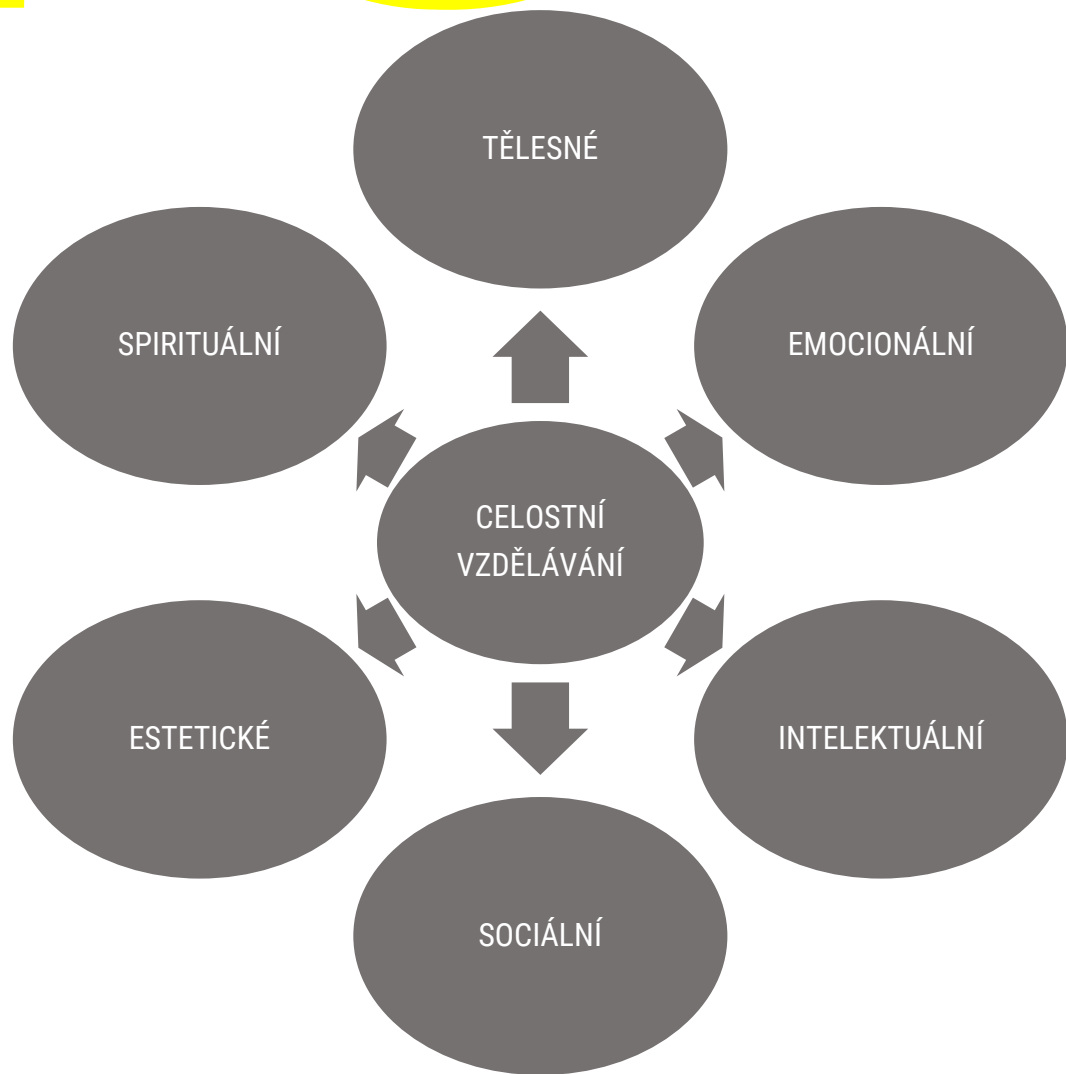 TĚLESNÉ
SPIRITUÁLNÍ
EMOCIONÁLNÍ
CELOSTNÍ
VZDĚLÁVÁNÍ
ESTETICKÉ
INTELEKTUÁLNÍ
SOCIÁLNÍ